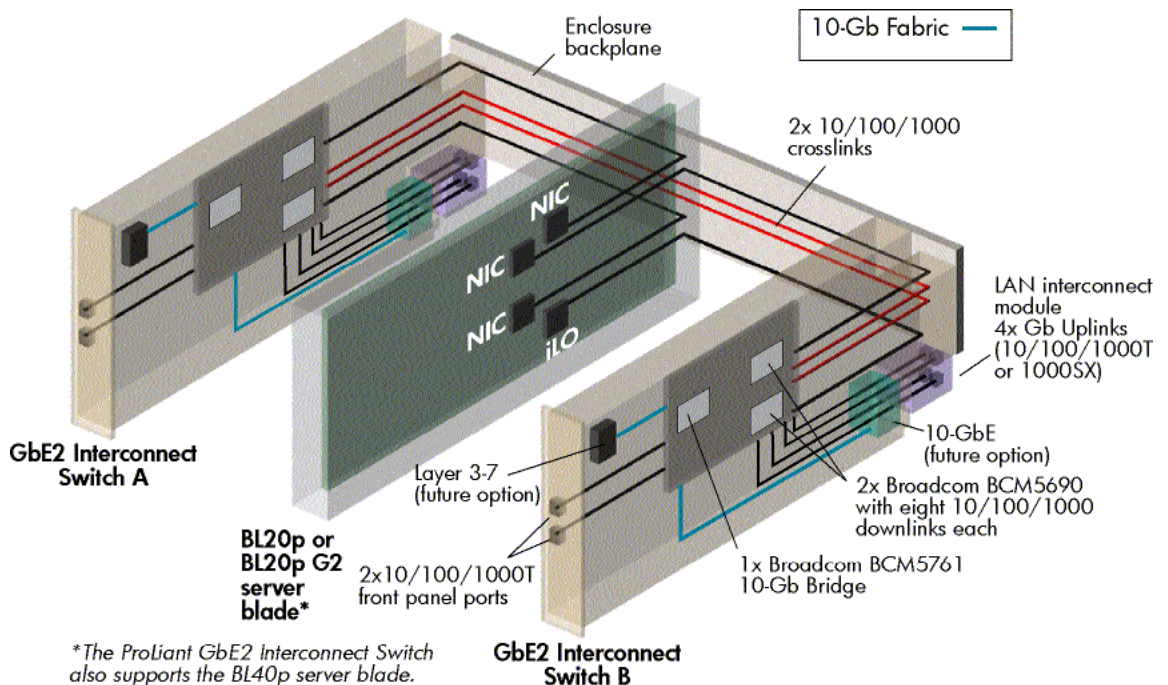 Enclosure
backplane
10-Gb Fabric
2x 10/100/1000
crosslinks
NIC
NIC
NIC
iLO
LAN interconnect
module
4x Gb Uplinks
(10/100/1000T
or 1000SX)
GbE2 Interconnect
Switch A
Layer 3-7
(future option)
10-GbE
(future option)
2x Broadcom BCM5690
with eight 10/100/1000
downlinks each
BL20p or
BL20p G2
server
blade*
2x10/100/1000T
front panel ports
1x Broadcom BCM5761
10-Gb Bridge
*The ProLiant GbE2 Interconnect Switch
also supports the BL40p server blade.
GbE2 Interconnect
Switch B